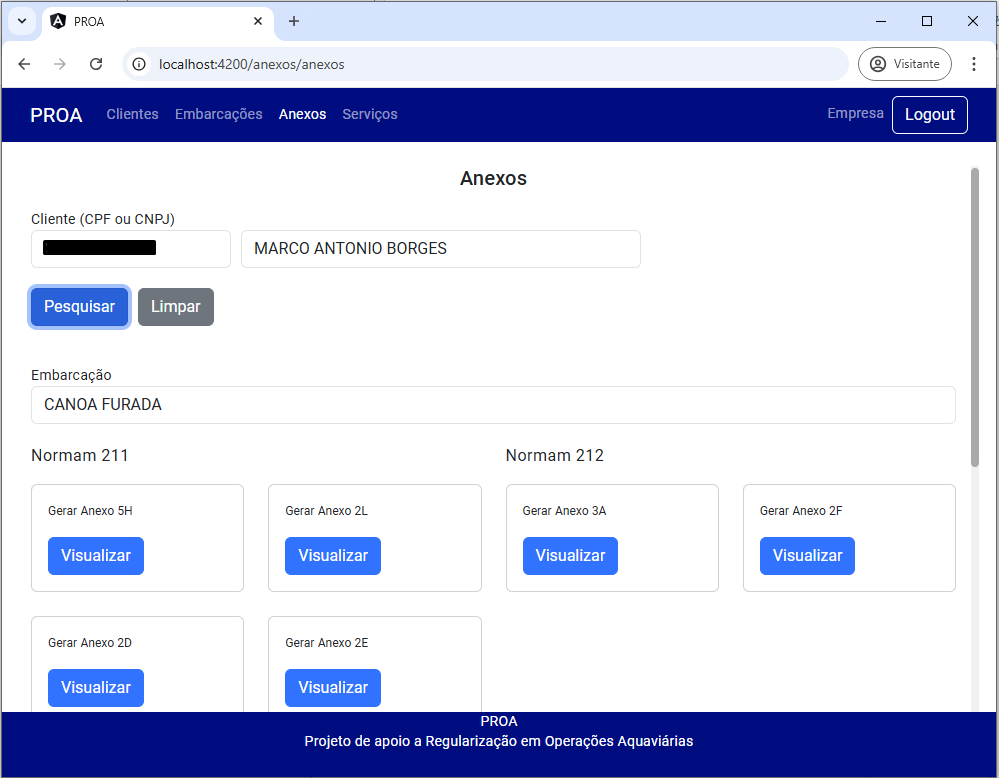 PROA
localhost:4200/anexos/anexos
Visitante
PROA Clientes Embarcações Anexos Serviços Empresa Logout
Anexos
Cliente (CPF ou CNPJ)
MARCO ANTONIO BORGES
Pesquisar Limpar
Embarcação
CANOA FURADA
Normam 211 Normam 212
Gerar Anexo 5H Gerar Anexo 2L Gerar Anexo 3A Gerar Anexo 2F
Visualizar Visualizar Visualizar Visualizar
Gerar Anexo 2D Gerar Anexo 2E
Visualizar Visualizar
PROA
Projeto de apoio a Regularização em Operações Aquaviárias